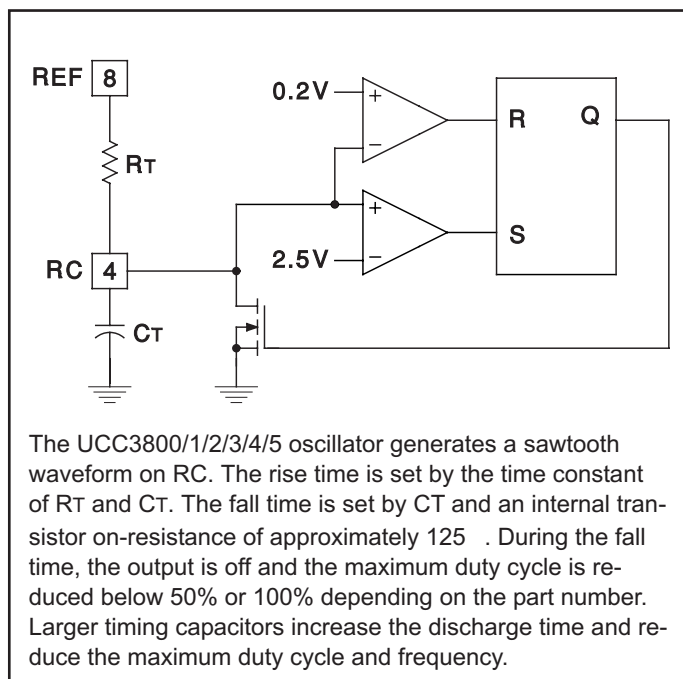 REF 8
0.2V
R Q
RT
RC 4
S
2.5V
CT
The UCC3800/1/2/3/4/5 oscillator generates a sawtooth
waveform on RC. The rise time is set by the time constant
of RT and CT. The fall time is set by CT and an internal tran-
sistor on-resistance of approximately 125 . During the fall
time, the output is off and the maximum duty cycle is re-
duced below 50% or 100% depending on the part number.
Larger timing capacitors increase the discharge time and re-
duce the maximum duty cycle and frequency.